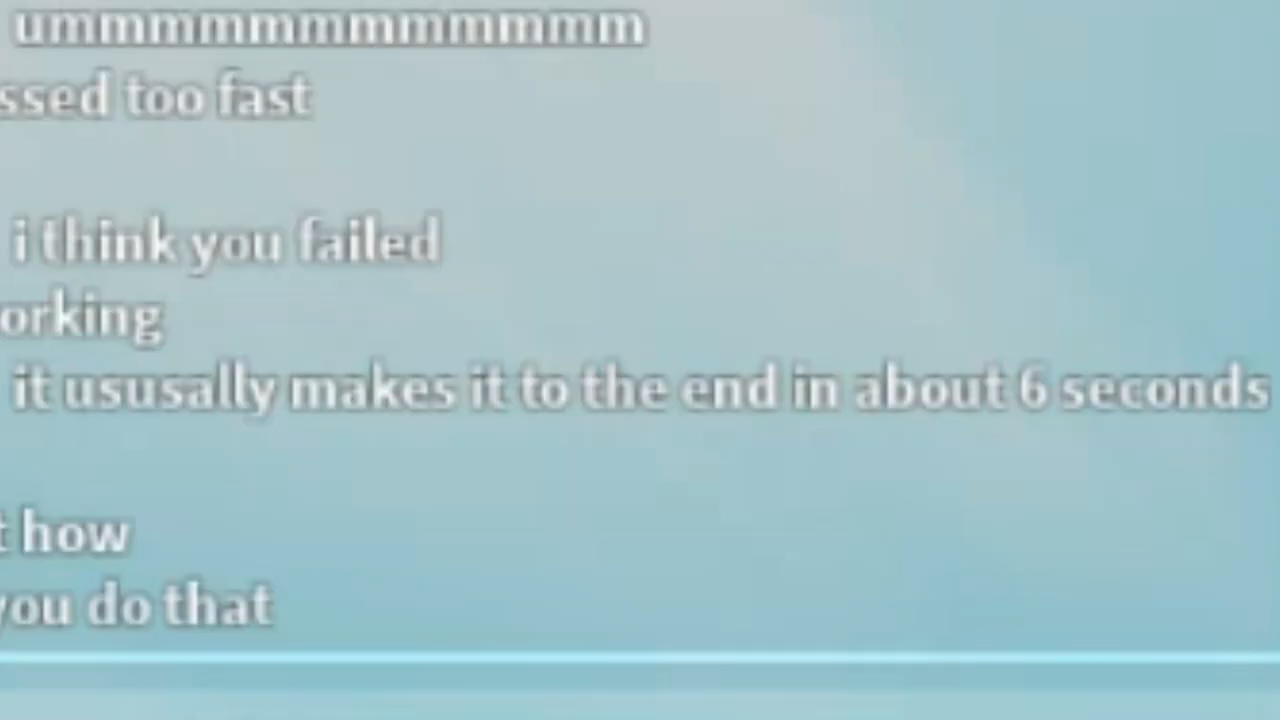 ummmmmmmmmmmm
ssed too fast
i think you failed
orking
it ususally makes it to the end in about 6 seconds
t how
you do that